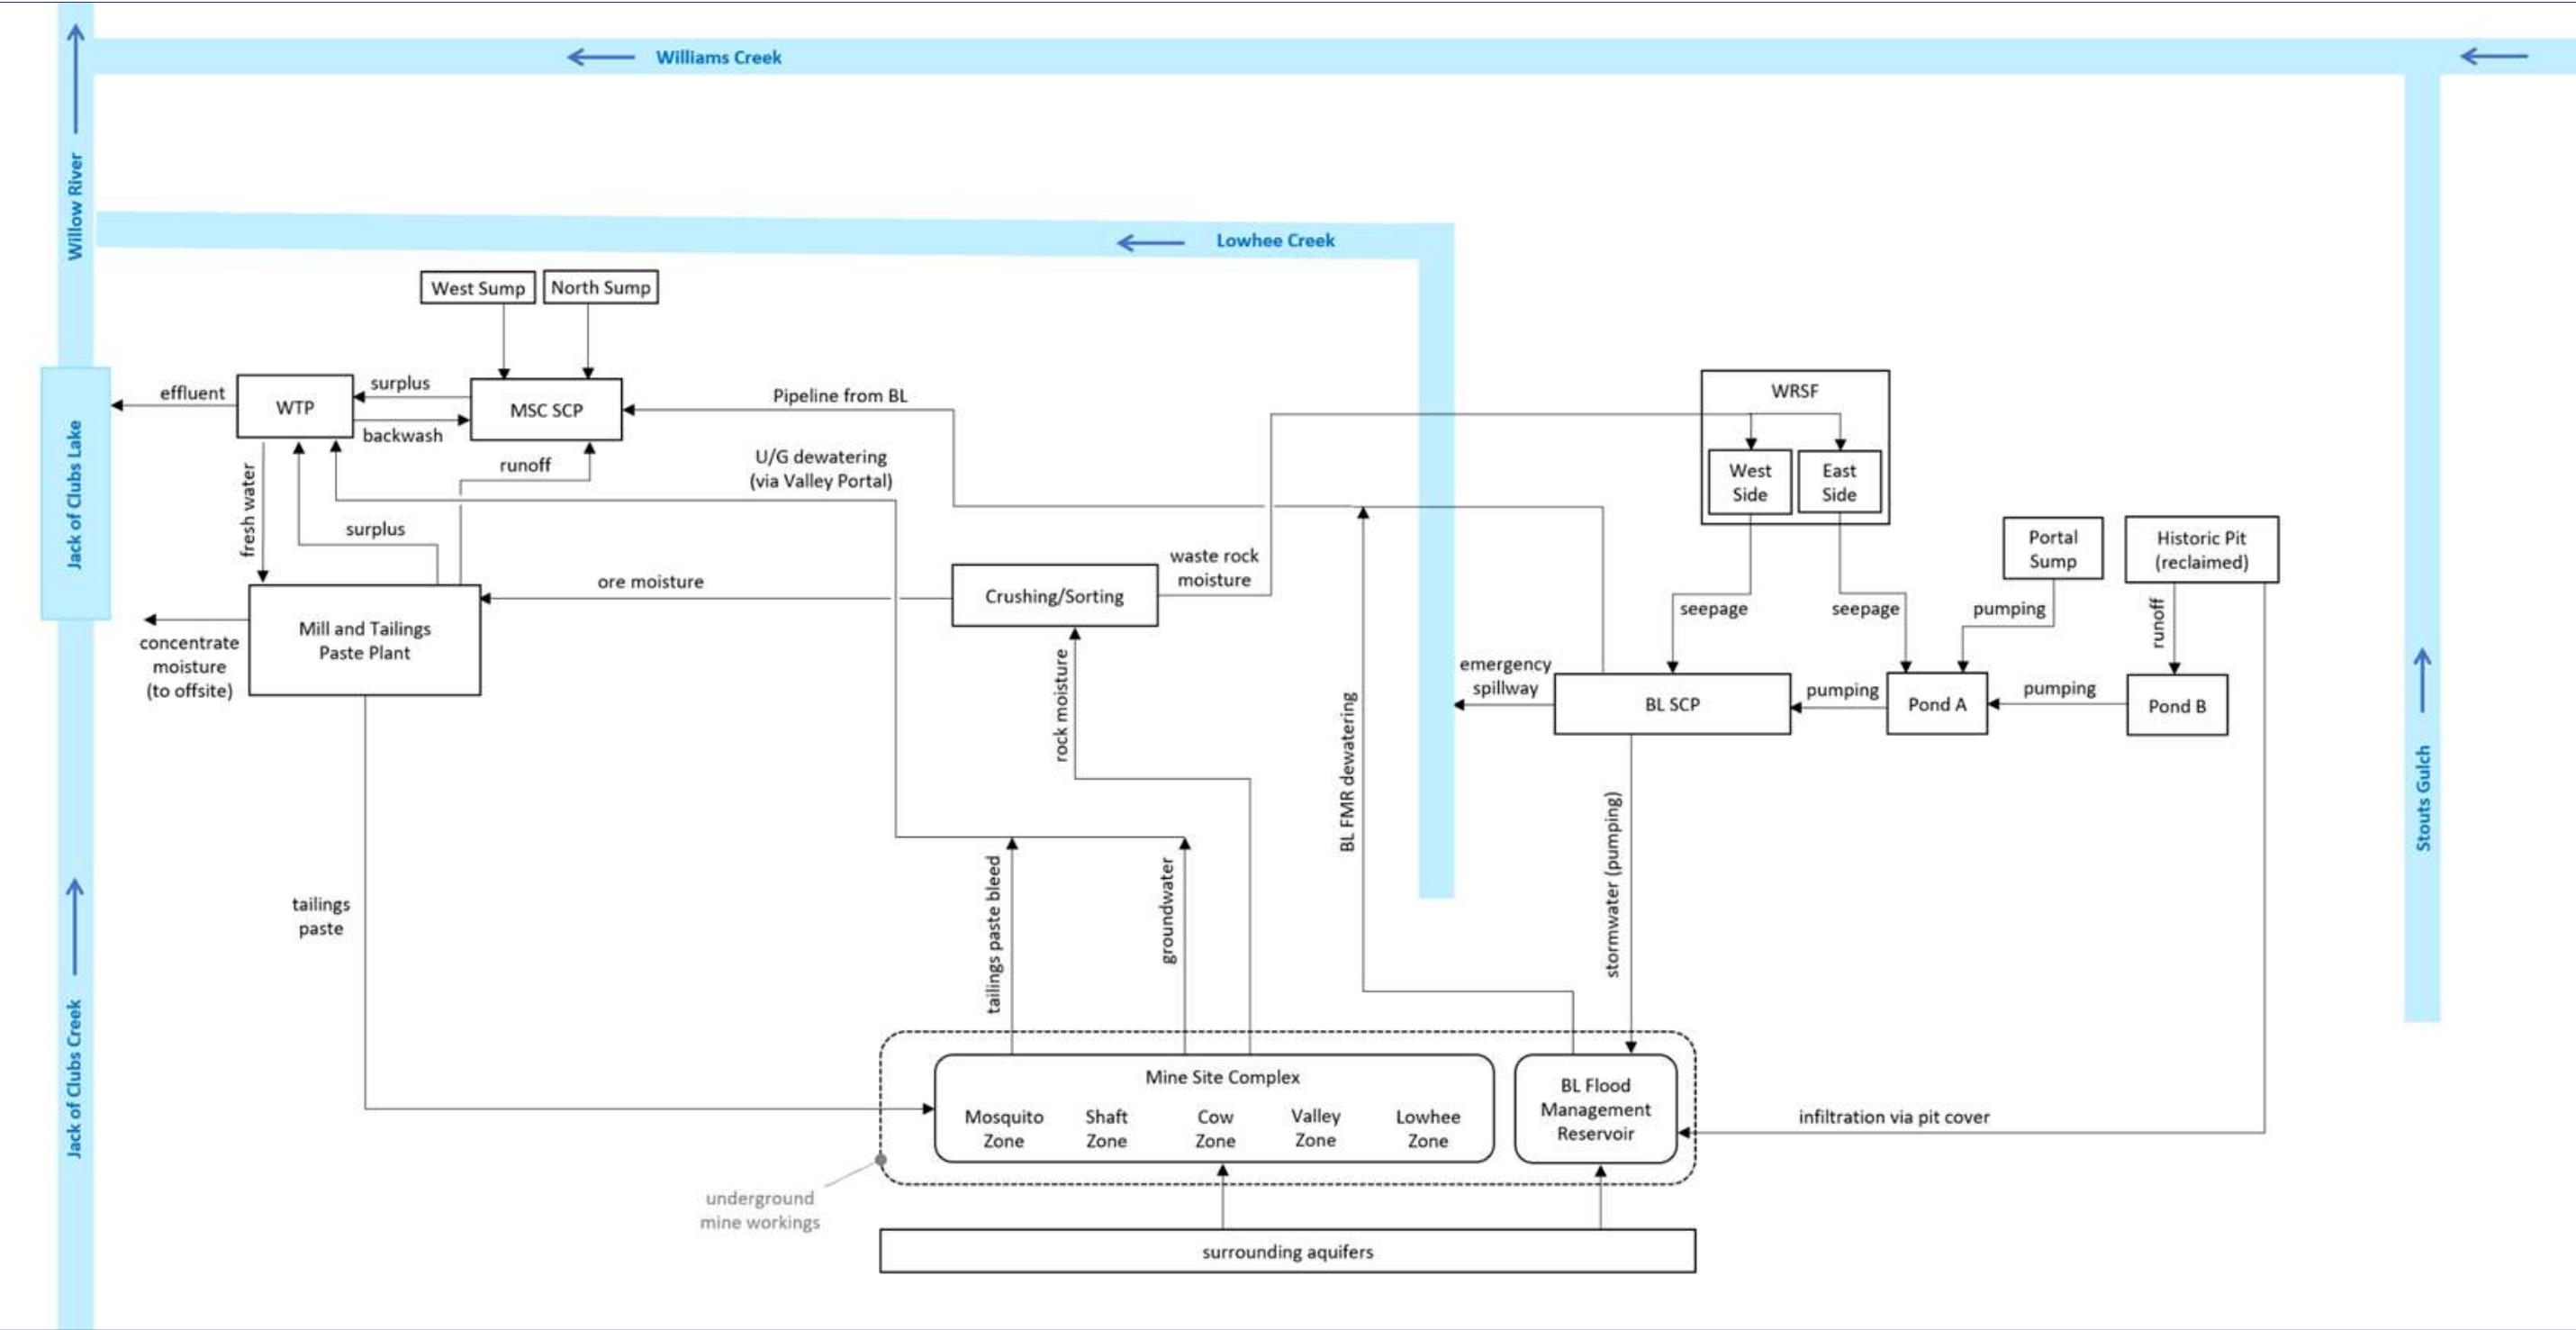 Williams Creek
Willow River
Lowhee Creek
West Sump
North Sump
effluent
WTP
surplus
backwash
MSC SCP
Pipeline from BL
runoff
U/G dewatering
(via Valley Portal)
fresh water
surplus
Jack of Clubs Lake
WRSF
West
Side
East
Side
Portal
Sump
Historic Pit
(reclaimed)
waste rock
moisture
ore moisture
Crushing/Sorting
Mill and Tailings
Paste Plant
concentrate
moisture
(to offsite)
rock moisture
seepage
seepage
pumping
runoff
emergency
spillway
BL SCP
pumping
Pond A
pumping
Pond B
BL FMR dewatering
stormwater (pumping)
Stouts Gulch
tailings
paste
tailings paste bleed
groundwater
Jack of Clubs Creek
Mine Site Complex
Mosquito
Zone
Shaft
Zone
Cow
Zone
Valley
Zone
Lowhee
Zone
BL Flood
Management
Reservoir
infiltration via pit cover
underground
mine workings
surrounding aquifers